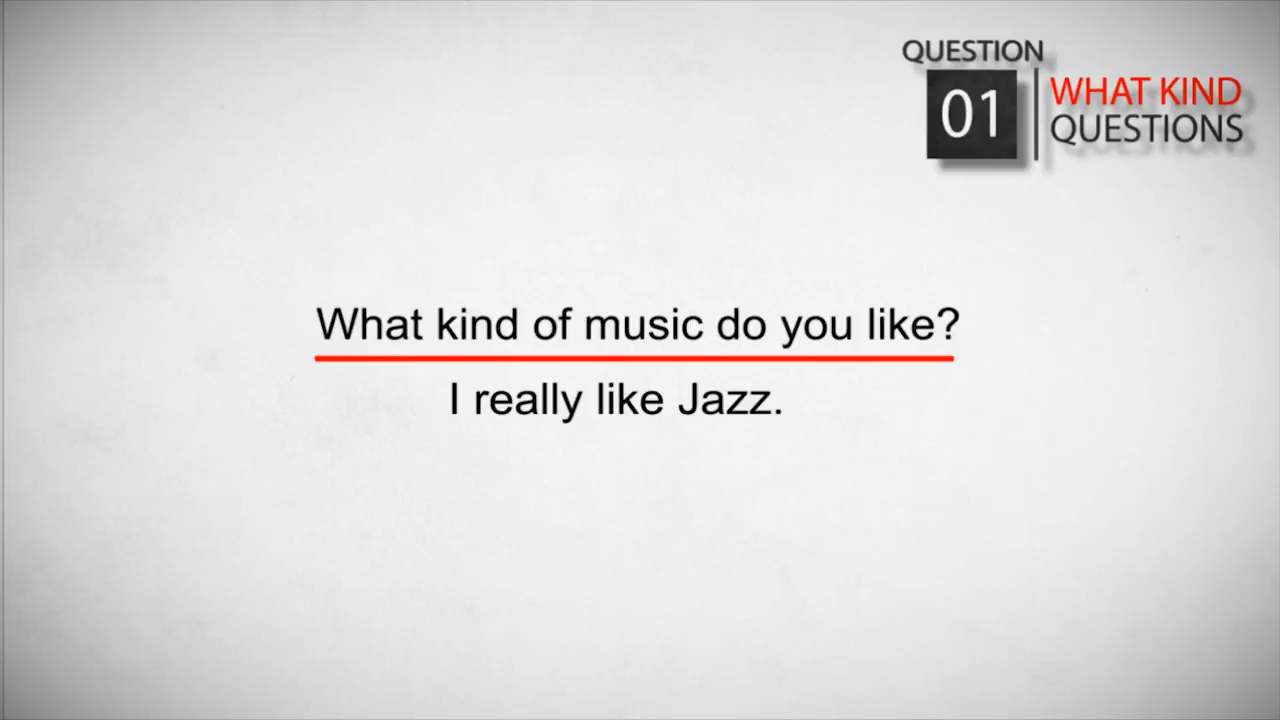 QUESTION
01
WHAT KIND
QUESTIONS
What kind of music do you like?
I really like Jazz.